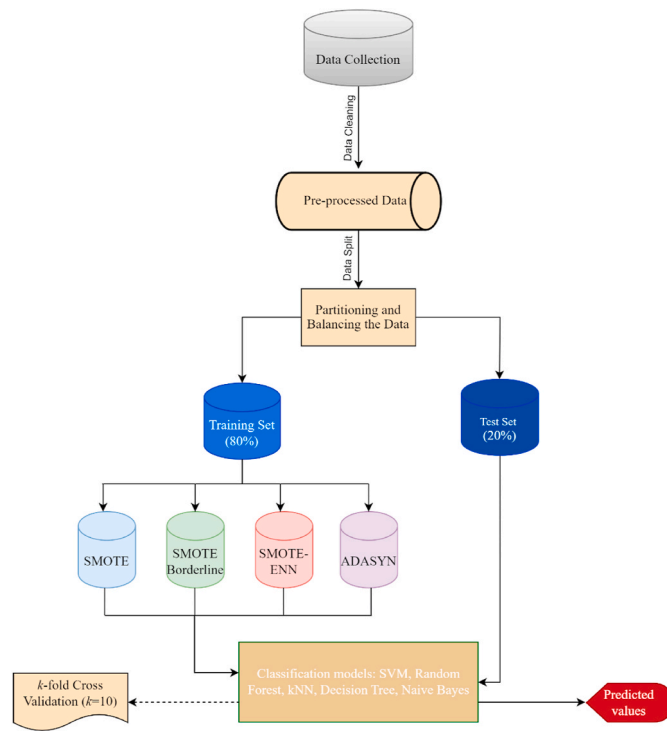 Data Collection
Data Cleaning
Pre-processed Data
Data Split
Partitioning and
Balancing the Data
Training Set
(80%)
Test Set
(20%)
SMOTE
SMOTE
Borderline
SMOTE-
ENN
ADASYN
Classification models: SVM, Random
Forest, kNN, Decision Tree, Naive Bayes
k-fold Cross
Validation (k=10)
Predicted
values